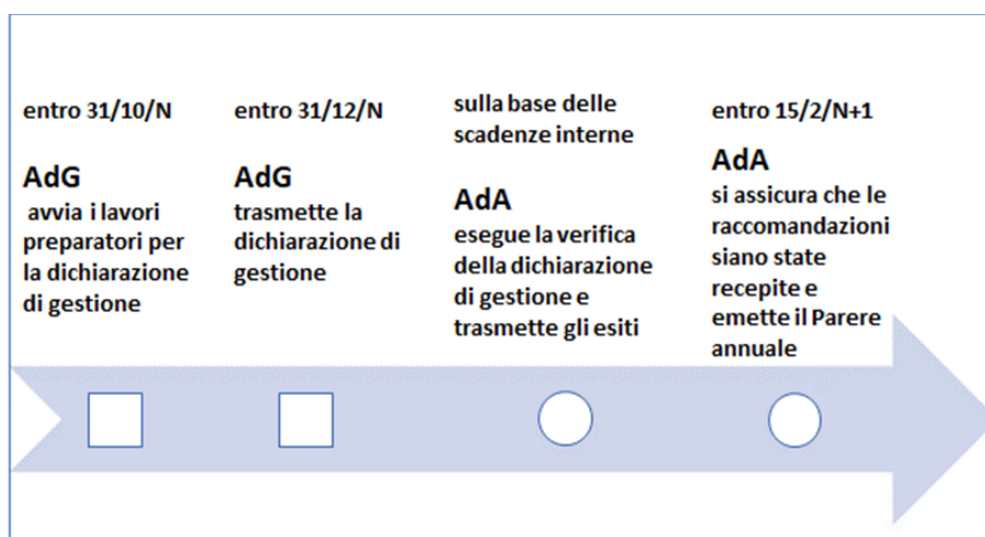 entro 31/10/N
AdG
avvia i lavori
preparatori per
la dichiarazione
di gestione
entro 31/12/N
AdG
trasmette la
dichiarazione di
gestione
sulla base delle
scadenze interne
AdA
esegue la verifica
della dichiarazione
di gestione e
trasmette gli esiti
entro 15/2/N+1
AdA
si assicura che le
raccomandazioni
siano state
recepite e
emette il Parere
annuale